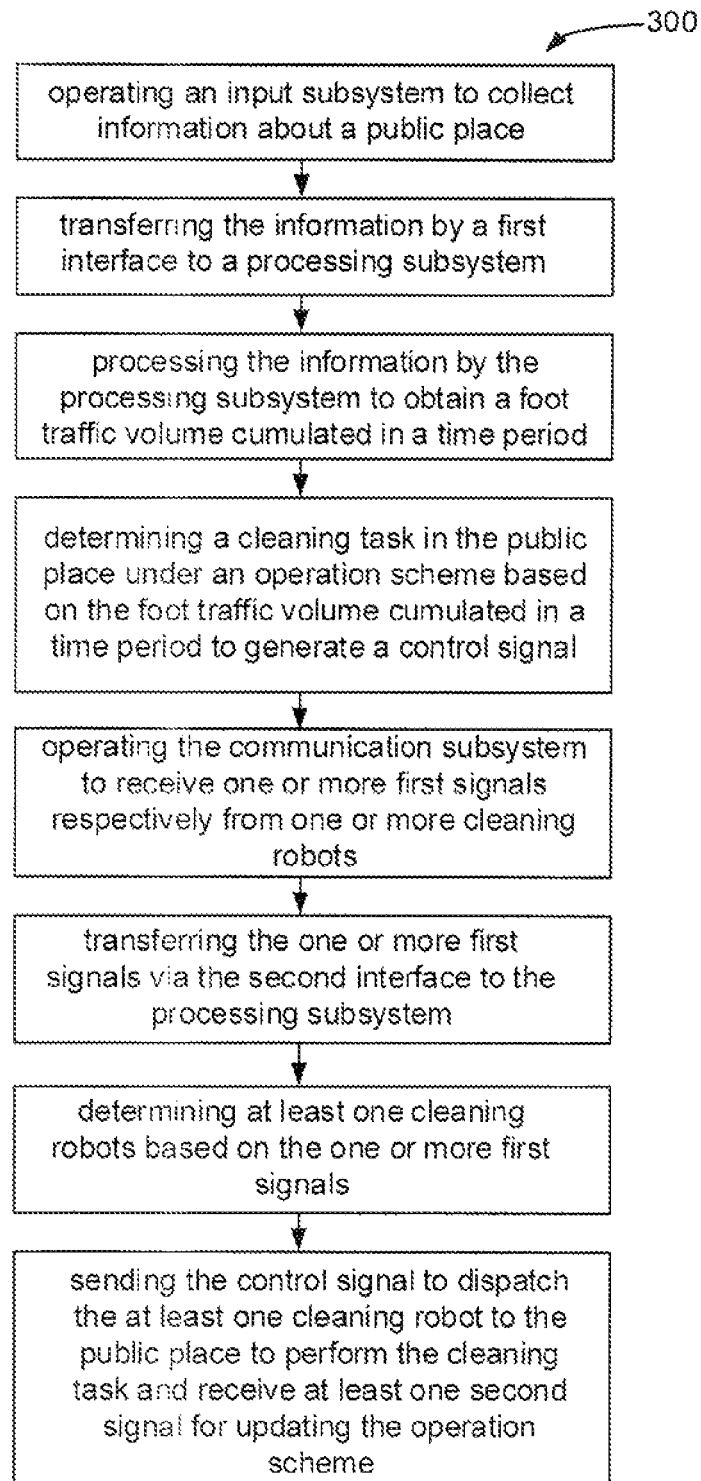 300
operating an input subsystem to collect
information about a public place
transferring the information by a first
interface to a processing subsystem
processing the information by the
processing subsystem to obtain a foot
traffic volume cumulated in a time period
determining a cleaning task in the public
place under an operation scheme based
on the foot traffic volume cumulated in a
time period to generate a control signal
operating the communication subsystem
to receive one or more first signals
respectively from one or more cleaning
robots
transferring the one or more first
signals via the second interface to the
processing subsystem
determining at least one cleaning
robots based on the one or more first
signals
sending the control signal to dispatch
the at least one cleaning robot to the
public place to perform the cleaning
task and receive at least one second
signal for updating the operation
scheme